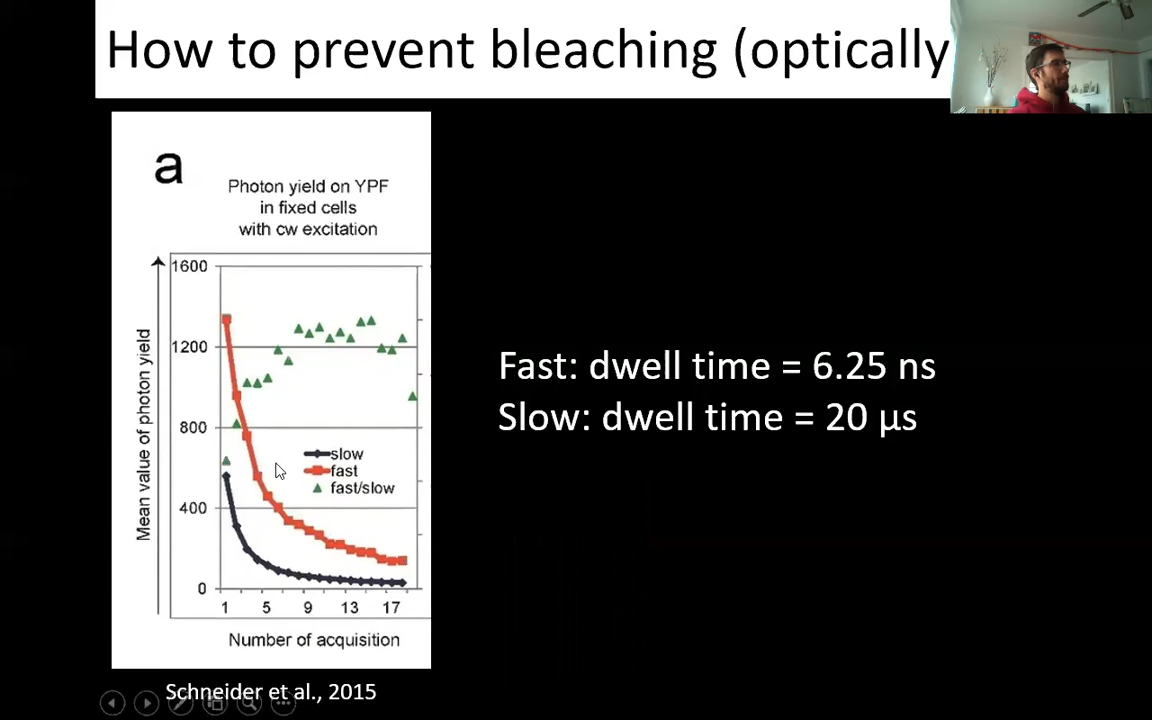 How to prevent bleaching (optically
a
Photon yield on YPF
in fixed cells
with cw excitation
1600
1200
800
400
0
Mean value of photon yield
slow
fast
fast/slow
1 5 9 13 17
Number of acquisition
Fast: dwell time = 6.25 ns
Slow: dwell time = 20 µs
Schneider et al., 2015